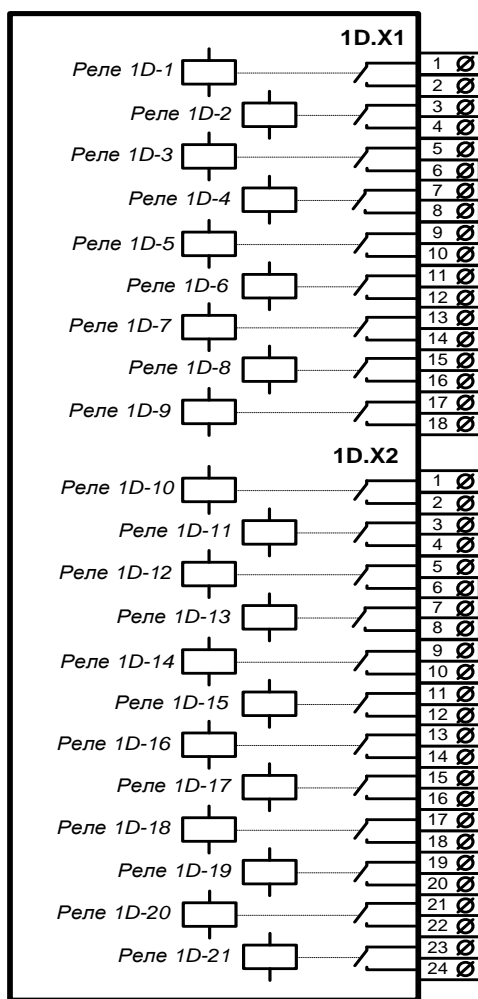 1D.X1
Реле 1D-1 1
2
Реле 1D-2 3
4
Реле 1D-3 5
6
Реле 1D-4 7
8
Реле 1D-5 9
10
Реле 1D-6 11
12
Реле 1D-7 13
14
Реле 1D-8 15
16
Реле 1D-9 17
18
1D.X2
Реле 1D-10 1
2
Реле 1D-11 3
4
Реле 1D-12 5
6
Реле 1D-13 7
8
Реле 1D-14 9
10
Реле 1D-15 11
12
Реле 1D-16 13
14
Реле 1D-17 15
16
Реле 1D-18 17
18
Реле 1D-19 19
20
Реле 1D-20 21
22
Реле 1D-21 23
24